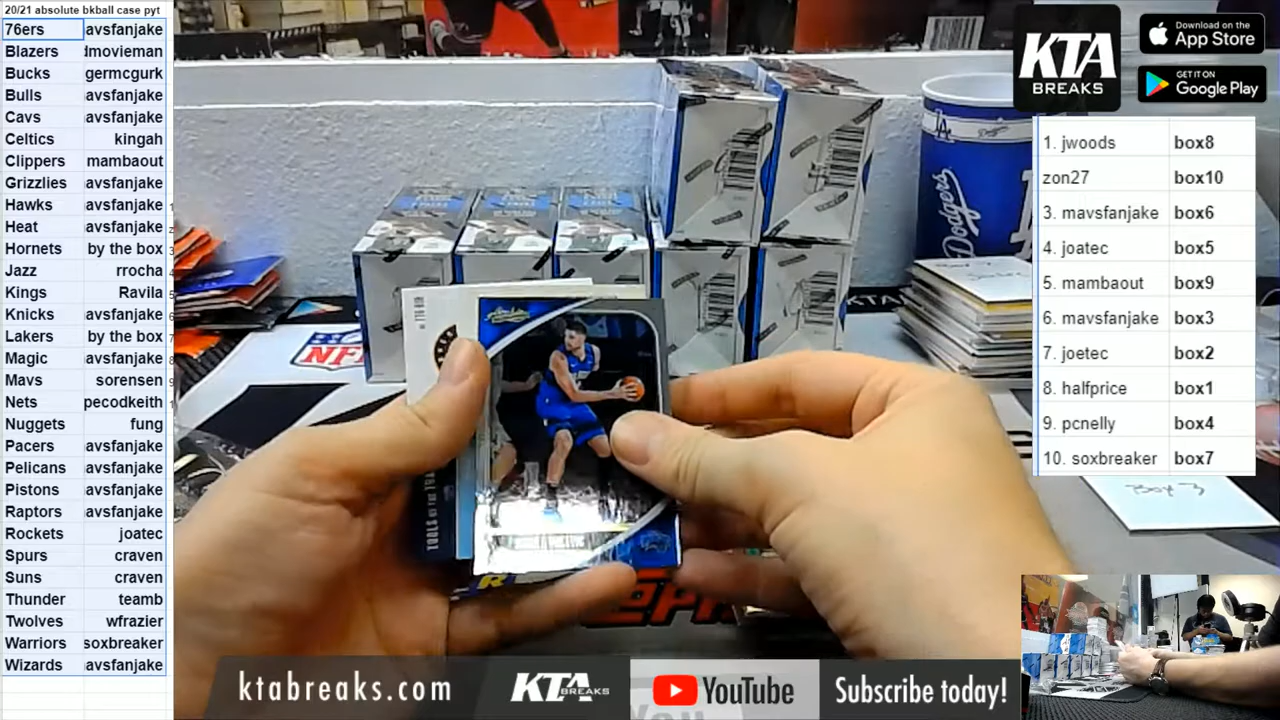 20/21 absolute bkball case pyt
76ers avsfanjake
Blazers dmovieman
Bucks germcgurk
Bulls avsfanjake
Cavs avsfanjake
Celtics kingah
Clippers mambaout
Grizzlies avsfanjake
Hawks avsfanjake
Heat avsfanjake
Hornets by the box
Jazz rrocha
Kings Ravila
Knicks avsfanjake
Lakers by the box
Magic avsfanjake
Mavs sorensen
Nets pecodkeith
Nuggets fung
Pacers avsfanjake
Pelicans avsfanjake
Pistons avsfanjake
Raptors avsfanjake
Rockets joatec
Spurs craven
Suns craven
Thunder teamb
Twolves wfrazier
Warriors soxbreaker
Wizards avsfanjake
KTA
BREAKS
Download on the
App Store
GET IT ON
Google Play
1. jwoods box8
zon27 box10
3. mavsfanjake box6
4. joatec box5
5. mambaout box9
6. mavsfanjake box3
7. joetec box2
8. halfprice box1
9. pcnelly box4
10. soxbreaker box7
Dodgers
LA
NFL
Box 3
ktabreaks.com
KTA
BREAKS
YouTube
Subscribe today!